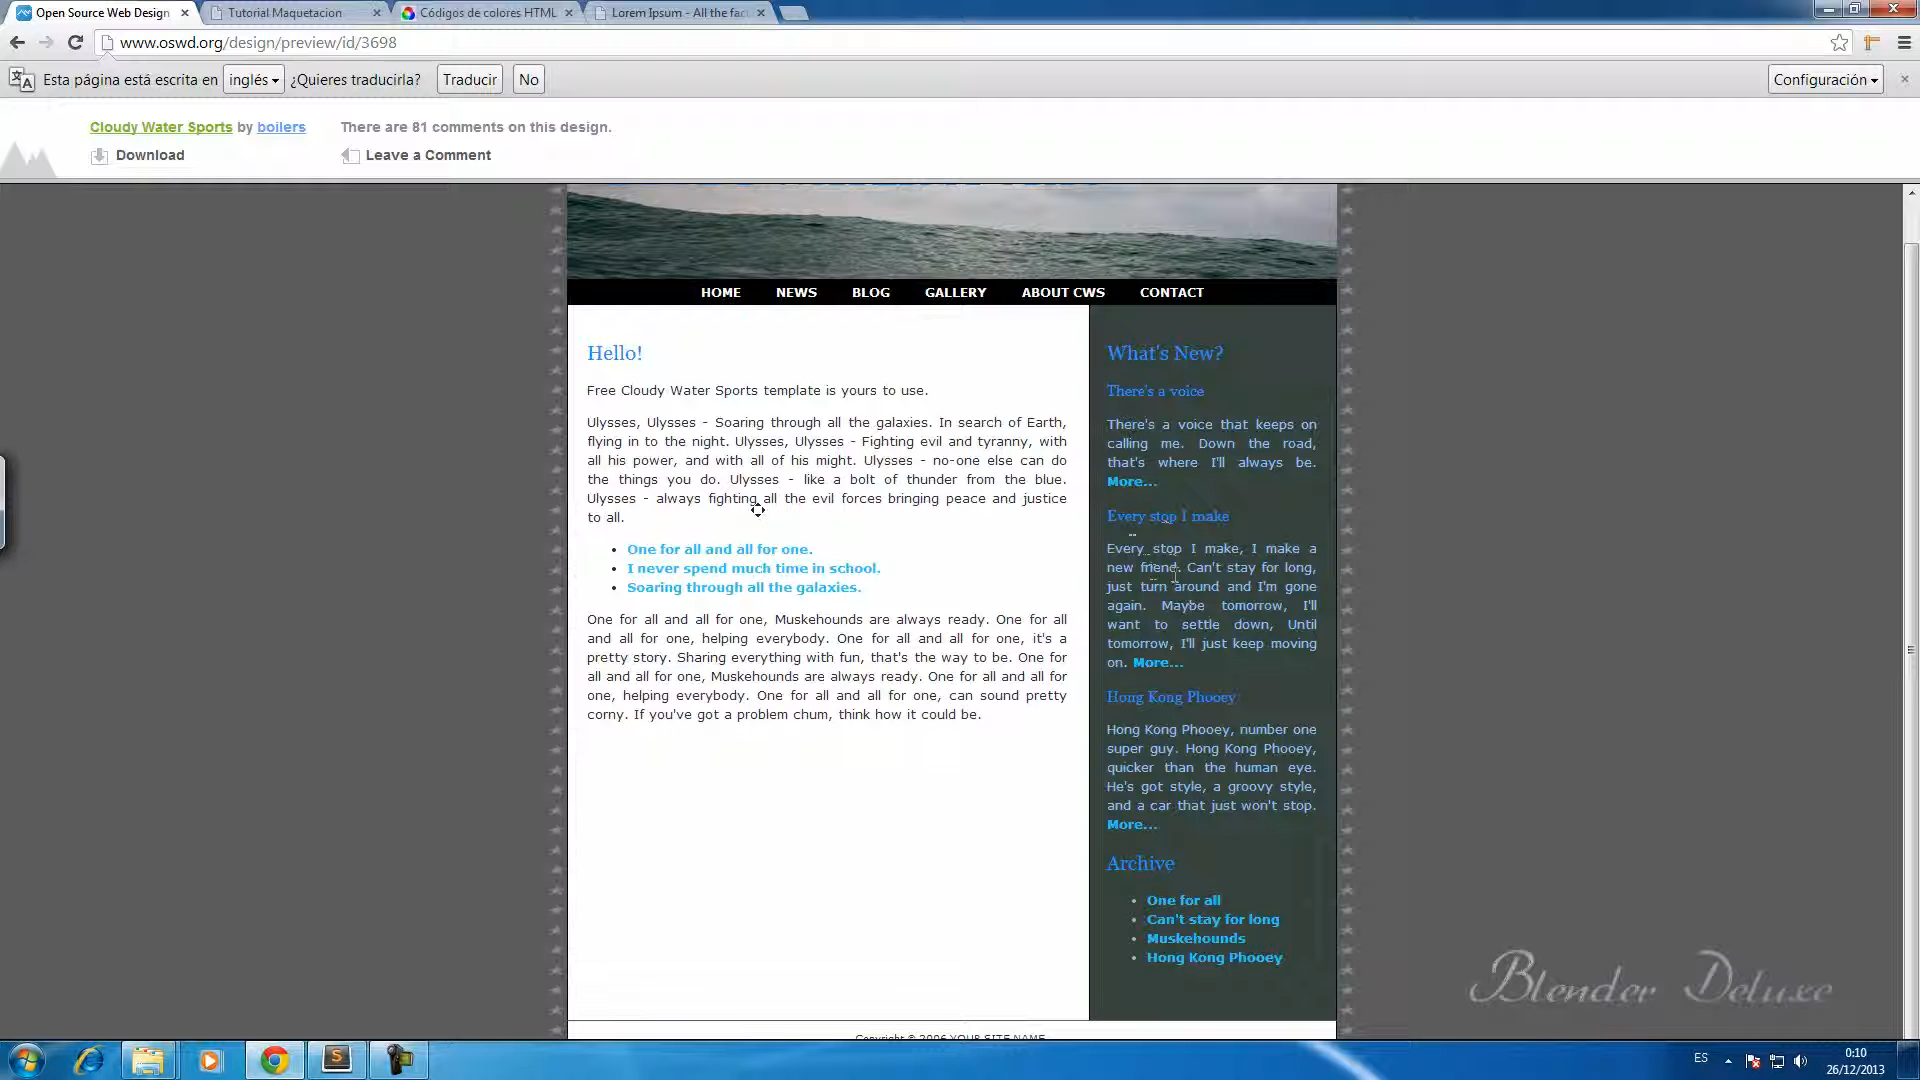 Open Source Web Design
Tutorial Maquetacion
Códigos de colores HTML
Lorem Ipsum - All the fac
www.oswd.org/design/preview/id/3698
Esta página está escrita en inglés ¿Quieres traducirla? Traducir No
Configuración
Cloudy Water Sports by boilers
There are 81 comments on this design.
Download
Leave a Comment
HOME NEWS BLOG GALLERY ABOUT CWS CONTACT
Hello!
Free Cloudy Water Sports template is yours to use.
Ulysses, Ulysses - Soaring through all the galaxies. In search of Earth,
flying in to the night. Ulysses, Ulysses - Fighting evil and tyranny, with
all his power, and with all of his might. Ulysses - no-one else can do
the things you do. Ulysses - like a bolt of thunder from the blue.
Ulysses - always fighting all the evil forces bringing peace and justice
to all.
• One for all and all for one.
• I never spend much time in school.
• Soaring through all the galaxies.
One for all and all for one, Muskehounds are always ready. One for all
and all for one, helping everybody. One for all and all for one, it's a
pretty story. Sharing everything with fun, that's the way to be. One for
all and all for one, Muskehounds are always ready. One for all and all for
one, helping everybody. One for all and all for one, can sound pretty
corny. If you've got a problem chum, think how it could be.
What's New?
There's a voice
There's a voice that keeps on
calling me. Down the road,
that's where I'll always be.
More...
Every stop I make
Every stop I make, I make a
new friend. Can't stay for long,
just turn around and I'm gone
again. Maybe tomorrow, I'll
want to settle down, Until
tomorrow, I'll just keep moving
on. More...
Hong Kong Phooey
Hong Kong Phooey, number one
super guy. Hong Kong Phooey,
quicker than the human eye.
He's got style, a groovy style,
and a car that just won't stop.
More...
Archive
• One for all
• Can't stay for long
• Muskehounds
• Hong Kong Phooey
Copyright © 2006 YOUR SITE NAME
Blender Deluxe
ES
0:10
26/12/2013